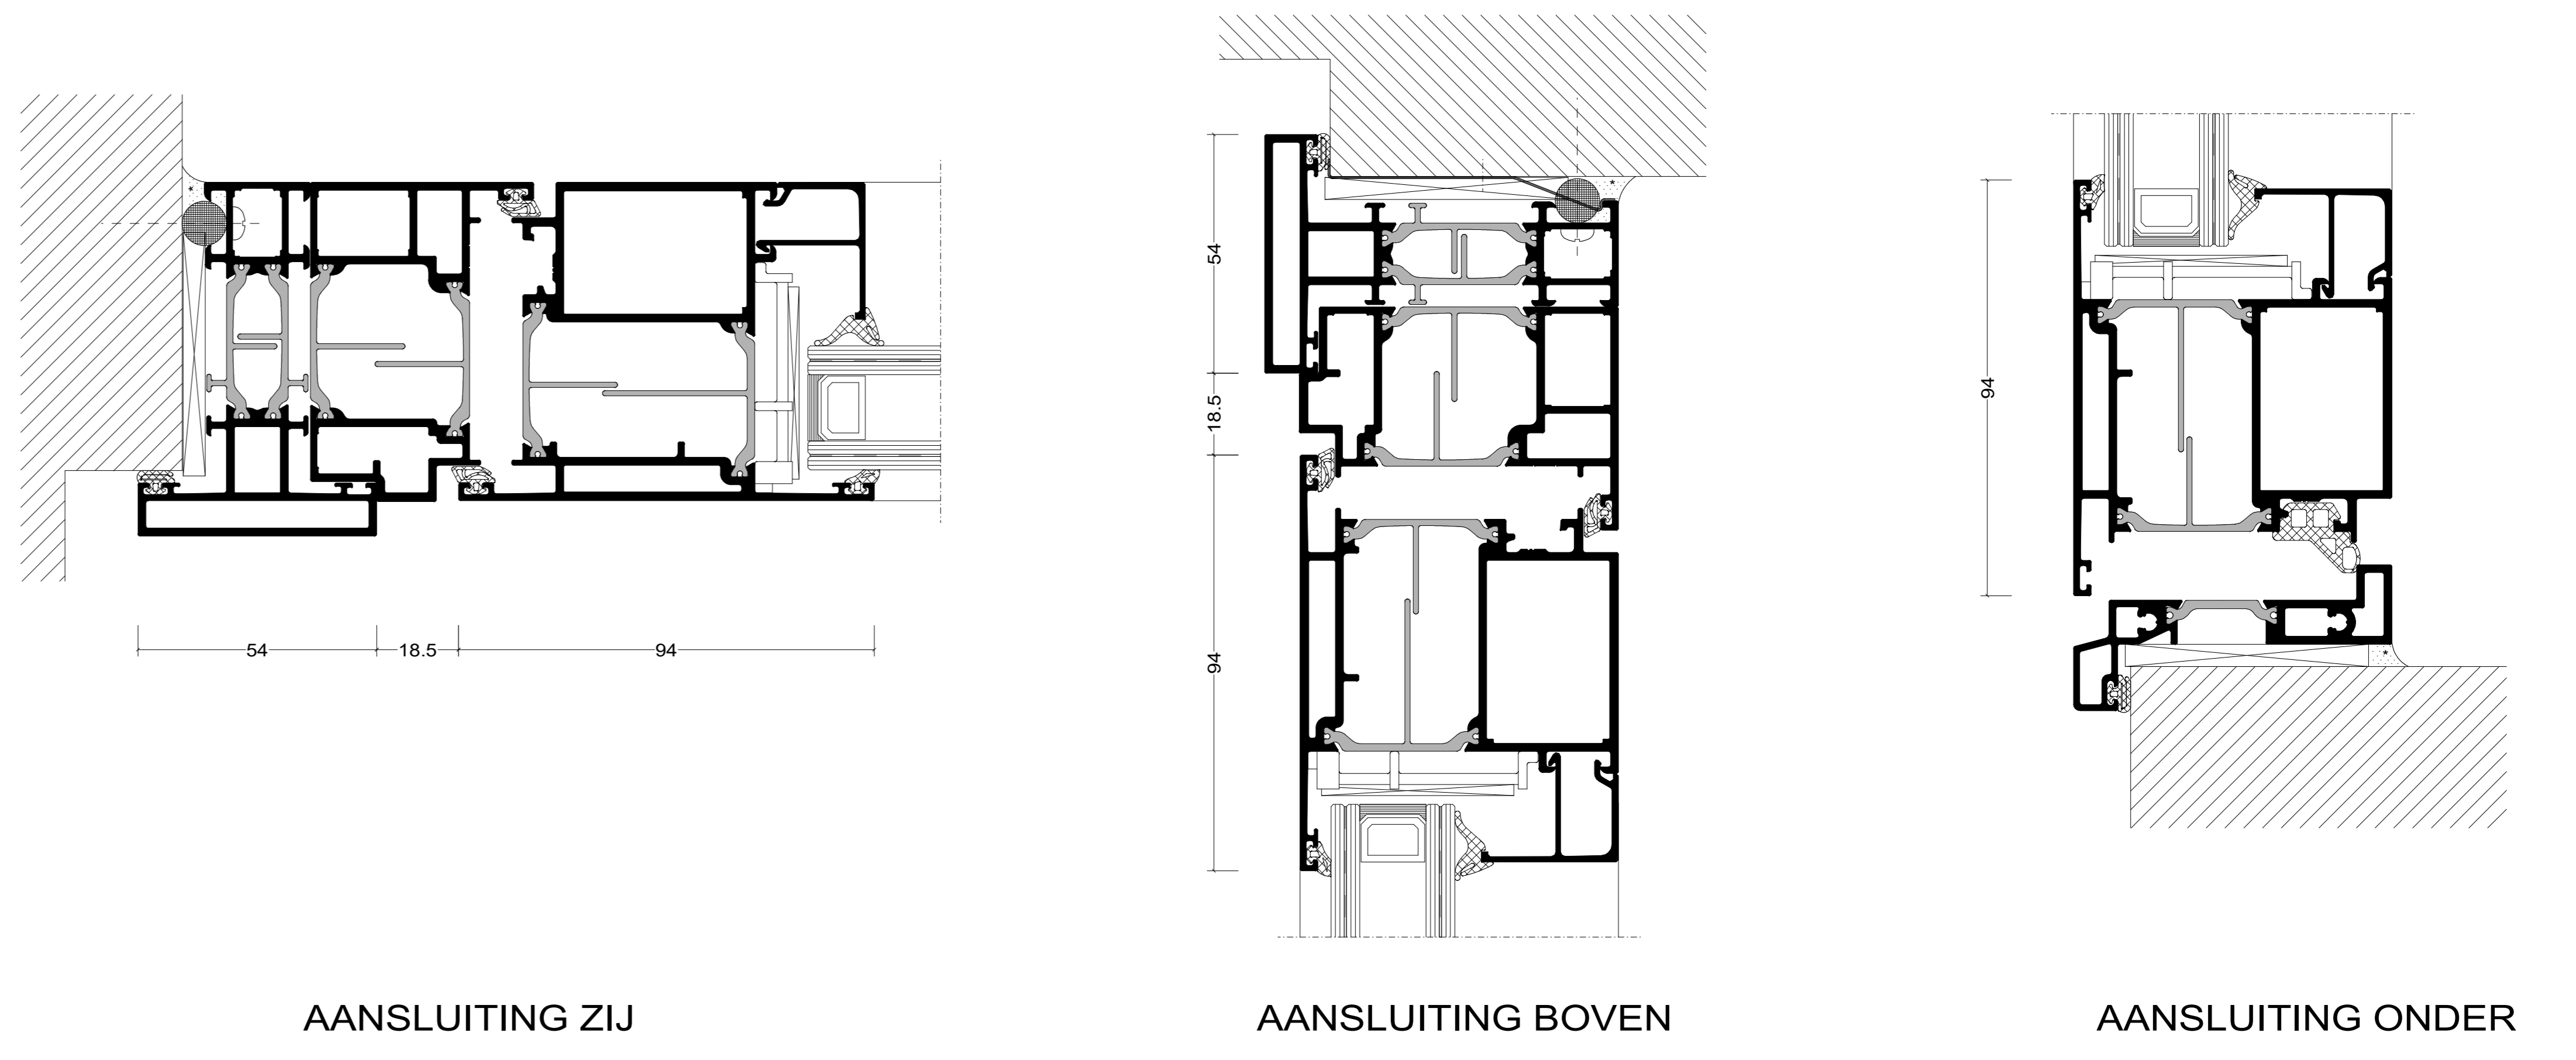 54
18.5
94
AANSLUITING ZIJ
54
18.5
94
AANSLUITING BOVEN
94
AANSLUITING ONDER